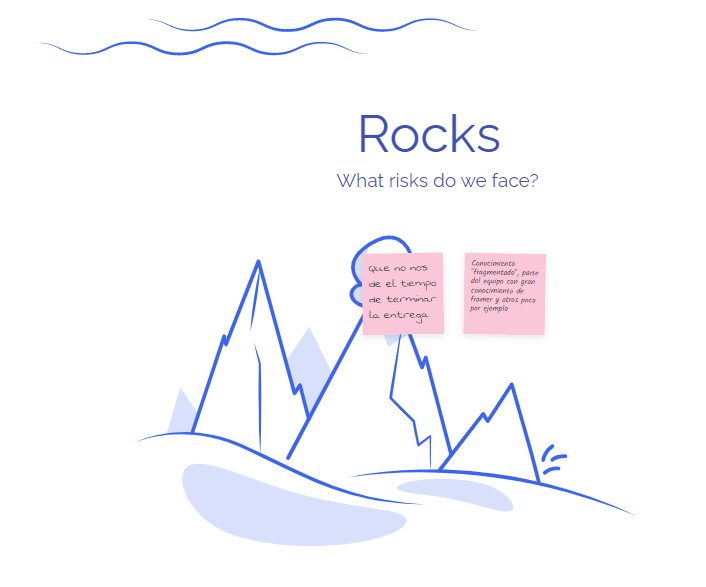 Rocks
What risks do we face?
Que no nos
de el tiempo
de terminar
la entrega
Conocimiento
"fragmentado", parte
del equipo con gran
conocimiento de
framer y otros poco
por ejemplo